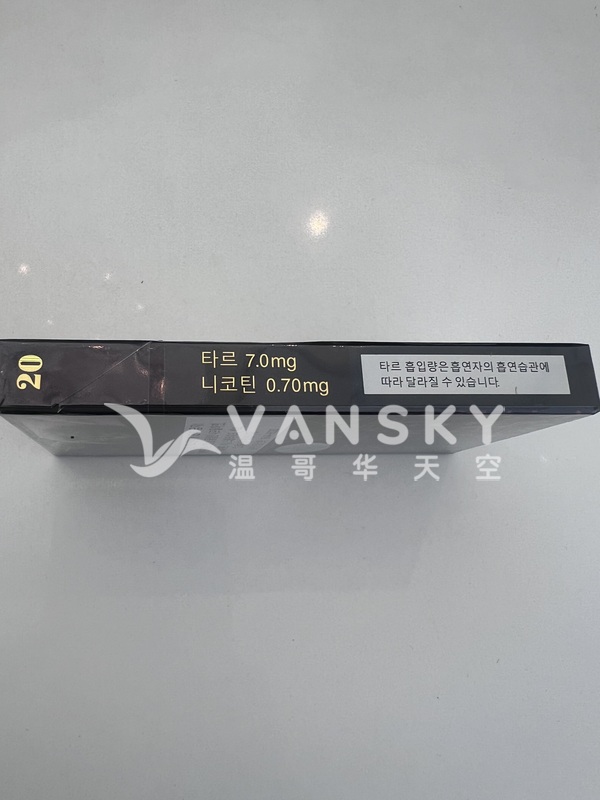 20
타르 7.0mg
니코틴 0.70mg
타르 흡입량은 흡연자의 흡연습관에
따라 달라질 수 있습니다.
VANSKY
温哥华天空